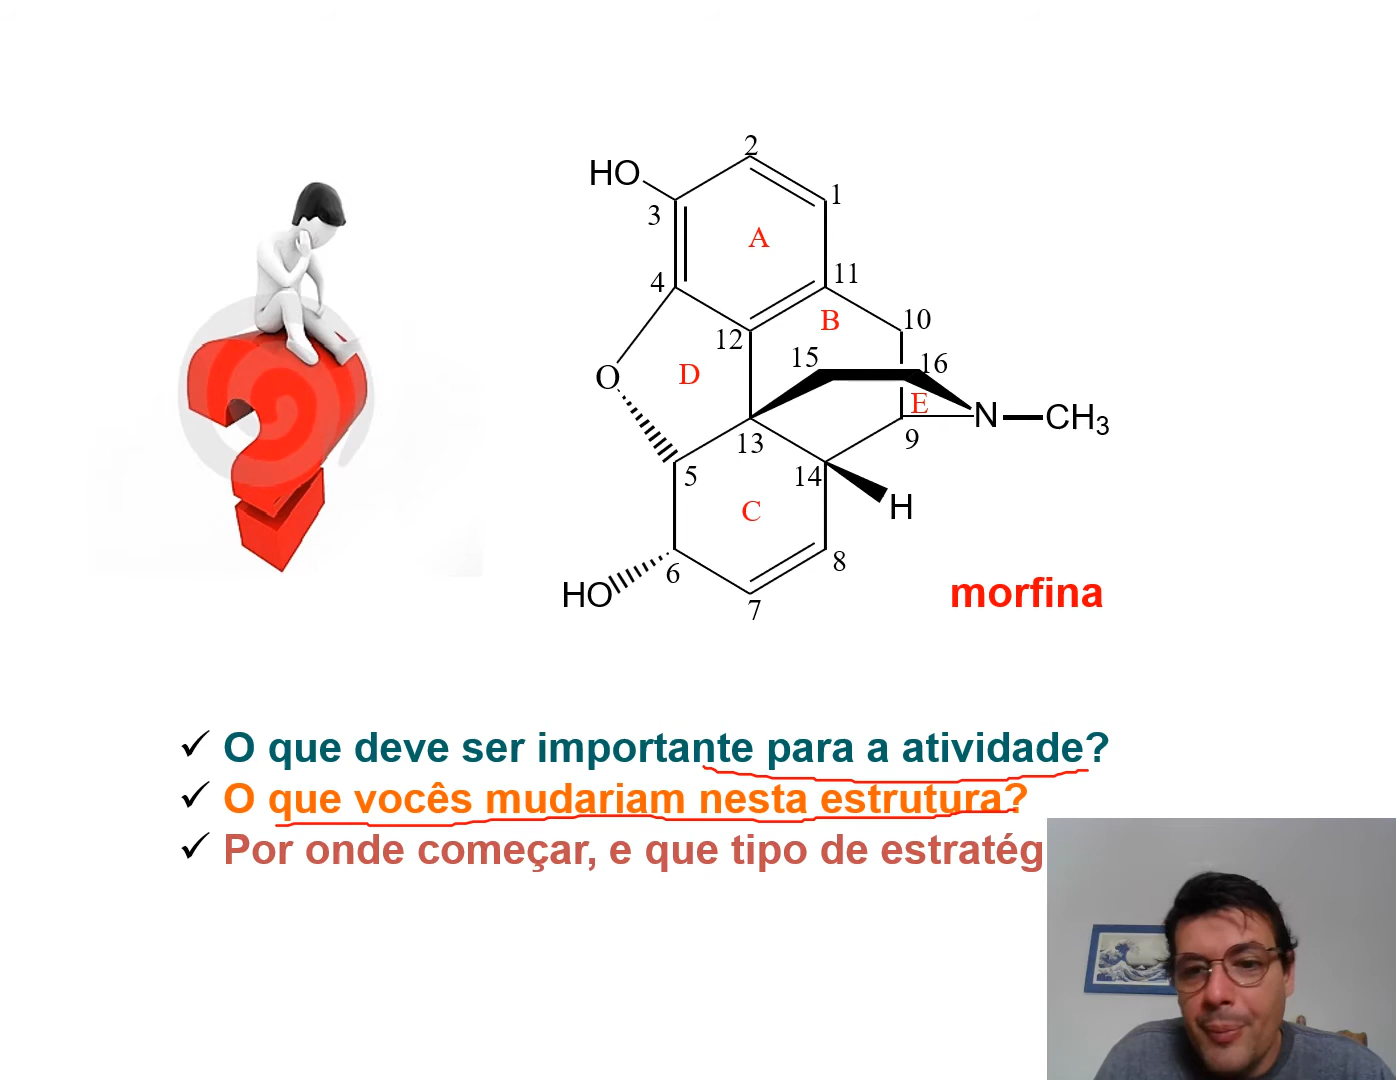 2
HO
1
3
A
4
11
B
10
12
15
16
O
D
E
N
CH3
13
9
5
14
C
H
6
8
HO
7
morfina
O que deve ser importante para a atividade?
O que vocês mudariam nesta estrutura?
Por onde começar, e que tipo de estratég